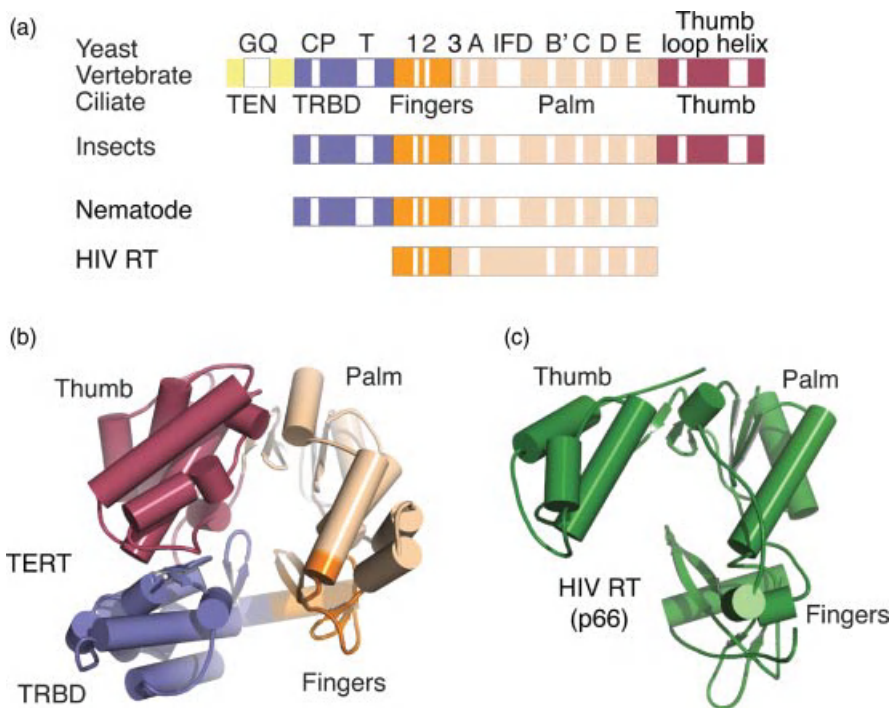 (a)
Yeast
Vertebrate
Ciliate
GQ CP T 1 2 3 A IFD B' C D E
Thumb
loop helix
TEN TRBD Fingers Palm Thumb
Insects
Nematode
HIV RT
(b)
Thumb
Palm
TERT
TRBD
Fingers
(c)
Thumb
Palm
HIV RT
(p66)
Fingers